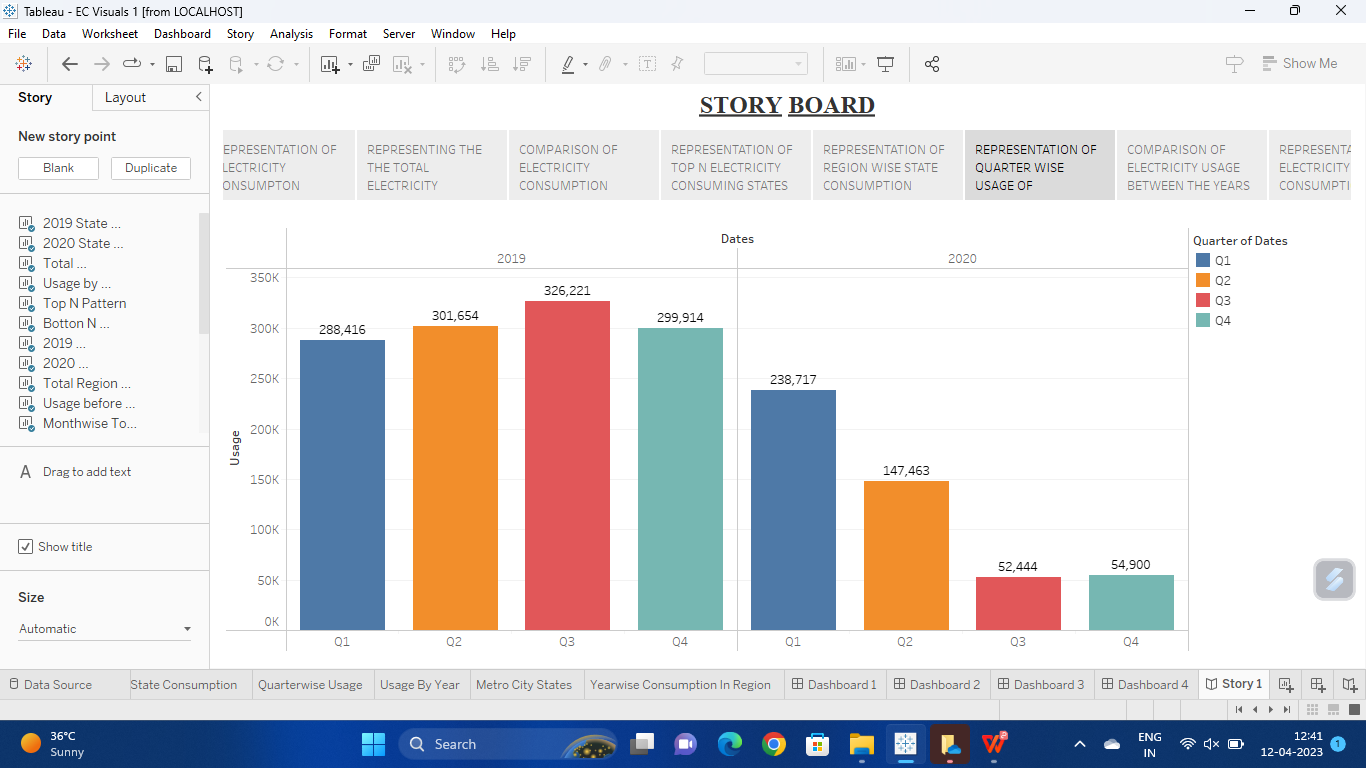 Tableau - EC Visuals 1 [from LOCALHOST]
File Data Worksheet Dashboard Story Analysis Format Server Window Help
Show Me
Story Layout
New story point
Blank Duplicate
2019 State ...
2020 State ...
Total ...
Usage by ...
Top N Pattern
Botton N ...
2019 ...
2020 ...
Total Region ...
Usage before ...
Monthwise To...
A Drag to add text
Show title
Size
Automatic
STORY BOARD
EPRESENTATION OF
LECTRICITY
ONSUMPTON
REPRESENTING THE
THE TOTAL
ELECTRICITY
COMPARISON OF
ELECTRICITY
CONSUMPTION
REPRESENTATION OF
TOP N ELECTRICITY
CONSUMING STATES
REPRESENTATION OF
REGION WISE STATE
CONSUMPTION
REPRESENTATION OF
QUARTER WISE
USAGE OF
COMPARISON OF
ELECTRICITY USAGE
BETWEEN THE YEARS
REPRESENTA
ELECTRICITY
CONSUMPTI
Dates
2019 2020
350K
300K
250K
200K
150K
100K
50K
0K
Usage
288,416 301,654 326,221 299,914 238,717 147,463 52,444 54,900
Q1 Q2 Q3 Q4 Q1 Q2 Q3 Q4
Quarter of Dates
Q1
Q2
Q3
Q4
Data Source State Consumption Quarterwise Usage Usage By Year Metro City States Yearwise Consumption In Region Dashboard 1 Dashboard 2 Dashboard 3 Dashboard 4 Story 1
36°C
Sunny
Search
ENG
IN
12:41
12-04-2023
1